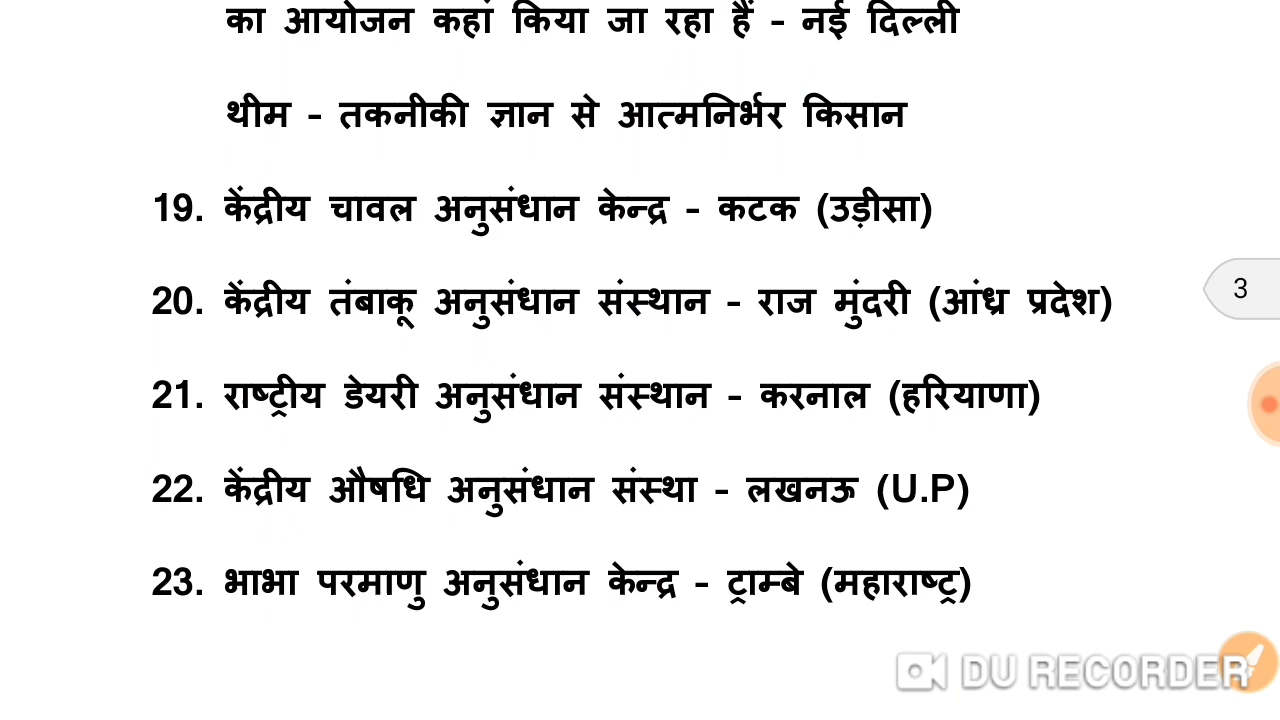 का आयोजन कहां किया जा रहा हैं – नई दिल्ली
थीम – तकनीकी ज्ञान से आत्मनिर्भर किसान
19. केंद्रीय चावल अनुसंधान केन्द्र – कटक (उड़ीसा)
20. केंद्रीय तंबाकू अनुसंधान संस्थान – राज मुंदरी (आंध्र प्रदेश)
3
21. राष्ट्रीय डेयरी अनुसंधान संस्थान – करनाल (हरियाणा)
22. केंद्रीय औषधि अनुसंधान संस्था – लखनऊ (U.P)
23. भाभा परमाणु अनुसंधान केन्द्र – ट्राम्बे (महाराष्ट्र)
DU RECORDER